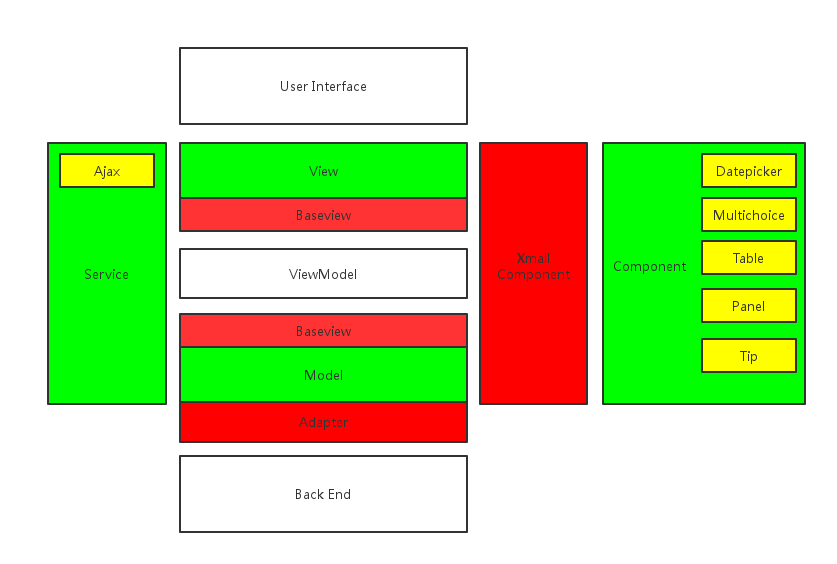 User Interface
Ajax
Service
View
Baseview
ViewModel
Baseview
Model
Adapter
Back End
Xmall
Component
Component
Datepicker
Multichoice
Table
Panel
Tip